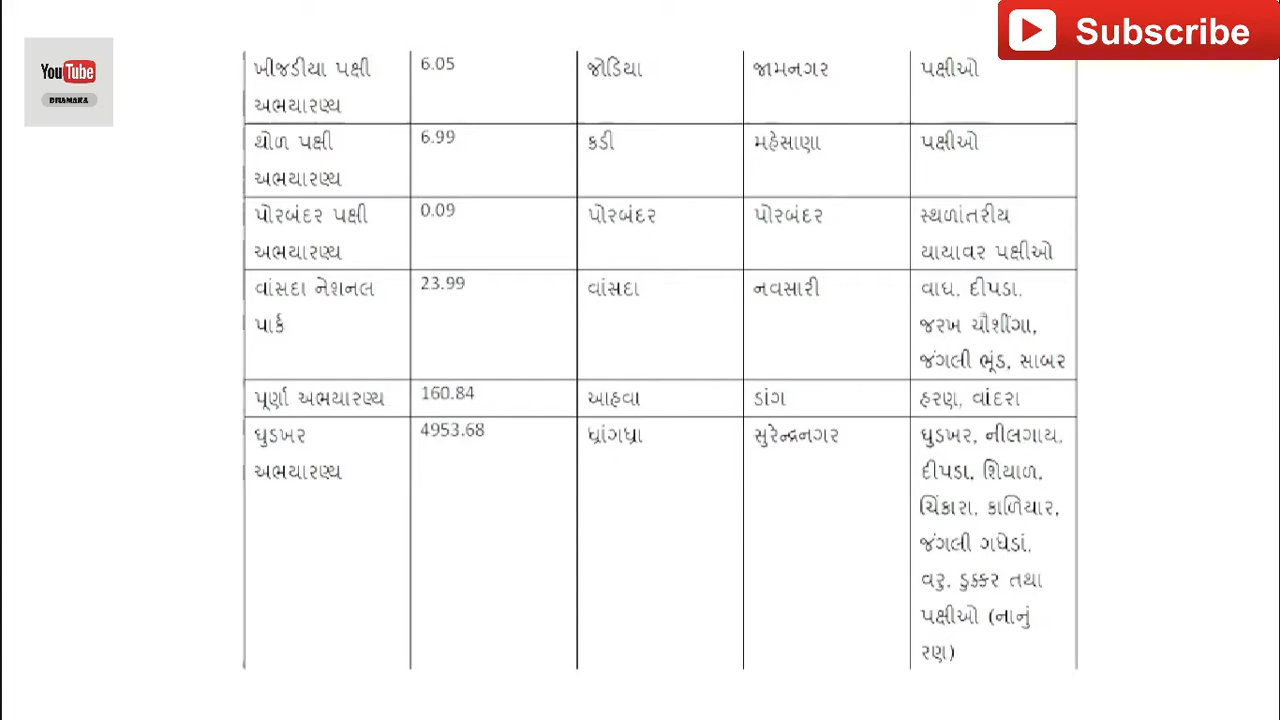 Subscribe
YouTube
DHAMAKA
ખીજડીયા પક્ષી 6.05 જોડિયા જામનગર પક્ષીઓ
અભયારણ્ય
થોળ પક્ષી 6.99 કડી મહેસાણા પક્ષીઓ
અભયારણ્ય
પોરબંદર પક્ષી 0.09 પોરબંદર પોરબંદર સ્થળાંતરીય
અભયારણ્ય યાયાવર પક્ષીઓ
વાંસદા નેશનલ 23.99 વાંસદા નવસારી વાઘ, દીપડા,
પાર્ક જરખ ચૌશીંગા,
જંગલી ભૂંડ, સાબર
પૂર્ણા અભયારણ્ય 160.84 આહવા ડાંગ હરણ, વાંદરા
ઘુડખર 4953.68 ધ્રાંગધ્રા સુરેન્દ્રનગર ઘુડખર, નીલગાય,
અભયારણ્ય દીપડા, શિયાળ,
ચિંકારા, કાળિયાર,
જંગલી ગધેડાં,
વરુ, ડુક્કર તથા
પક્ષીઓ (નાનું
રણ)